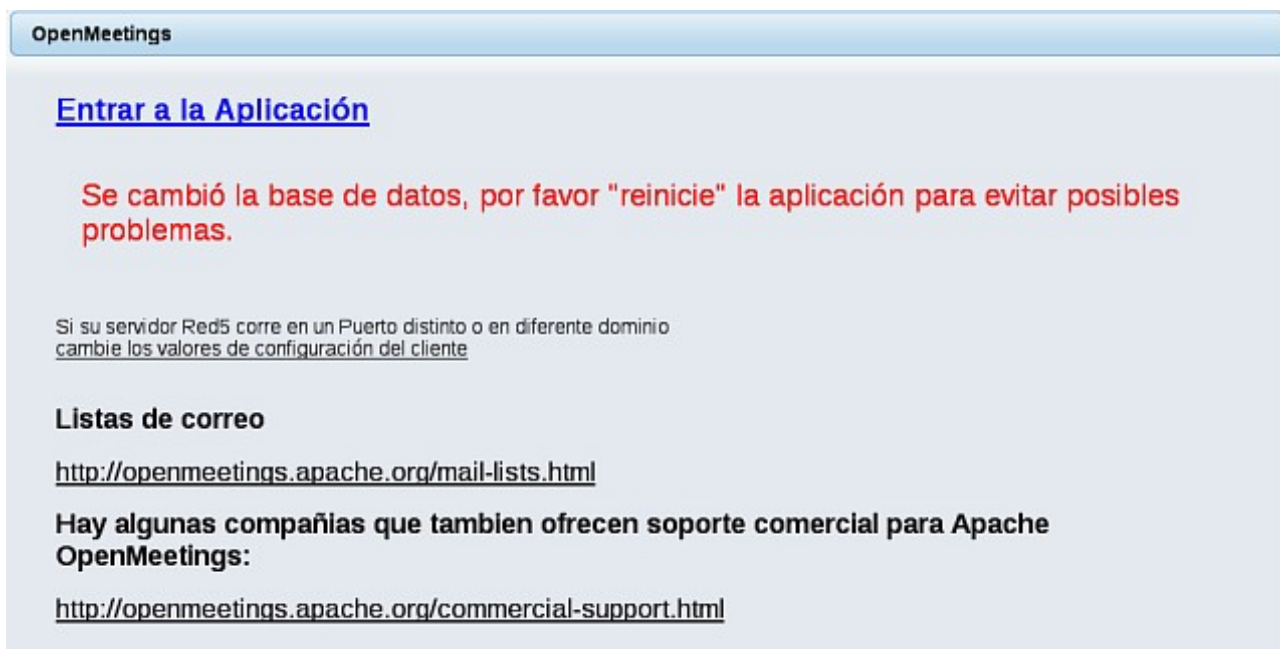 OpenMeetings
Entrar a la Aplicación
Se cambió la base de datos, por favor "reinicie" la aplicación para evitar posibles
problemas.
Si su servidor Red5 corre en un Puerto distinto o en diferente dominio
cambie los valores de configuración del cliente
Listas de correo
http://openmeetings.apache.org/mail-lists.html
Hay algunas compañias que tambien ofrecen soporte comercial para Apache
OpenMeetings:
http://openmeetings.apache.org/commercial-support.html